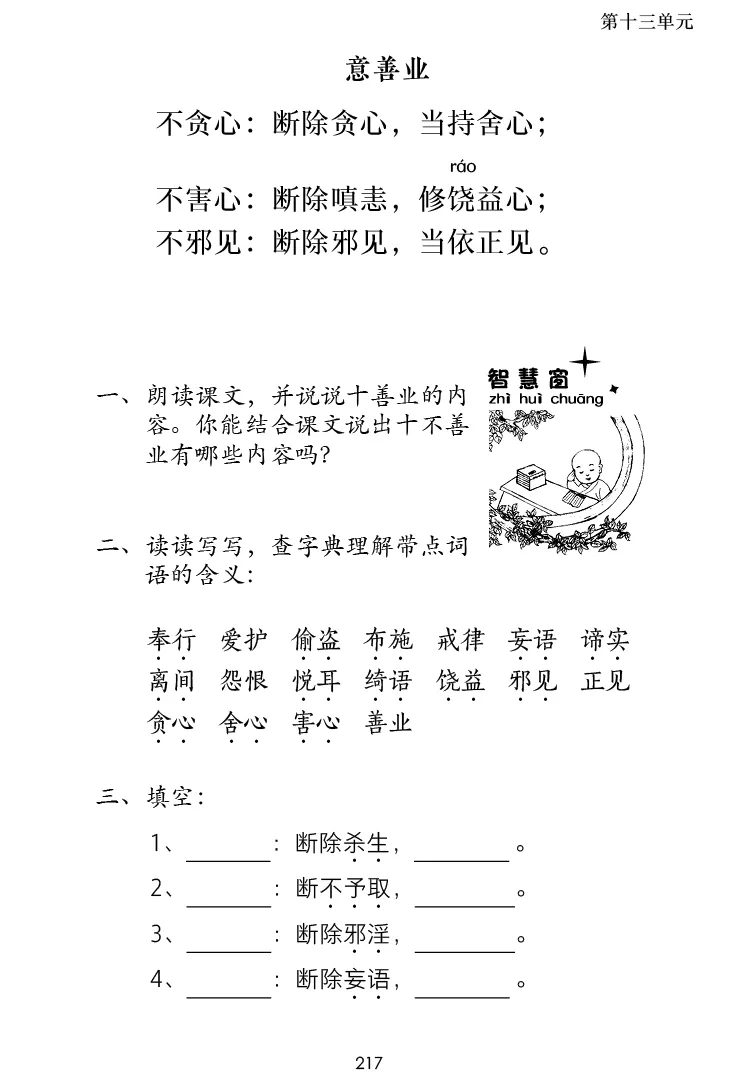 第十三单元
意善业
不贪心：断除贪心，当持舍心；
ráo
不害心：断除嗔恚，修饶益心；
不邪见：断除邪见，当依正见。
智慧窗
zhì huì chuāng
一、朗读课文，并说说十善业的内
容。你能结合课文说出十不善
业有哪些内容吗？
二、读读写写，查字典理解带点词
语的含义：
奉行 爱护 偷盗 布施 戒律 妄语 谛实
离间 怨恨 悦耳 绮语 饶益 邪见 正见
贪心 舍心 害心 善业
三、填空：
1、______：断除杀生，______。
2、______：断不予取，______。
3、______：断除邪淫，______。
4、______：断除妄语，______。
217